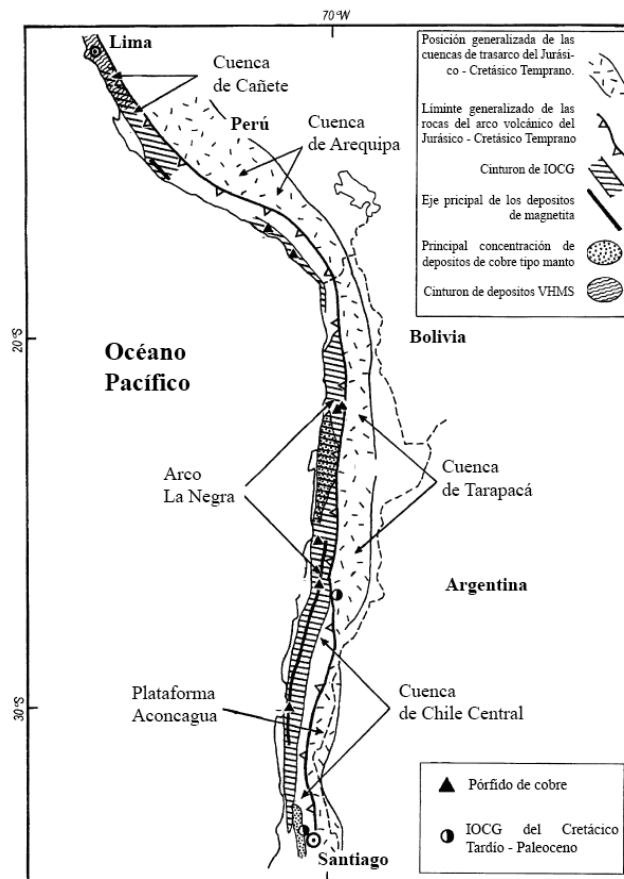 70°W
Lima
Cuenca
de Cañete
Perú
Cuenca
de Arequipa
Posición generalizada de las
cuencas de trasarco del Jurási-
co - Cretásico Temprano.
Líminte generalizado de las
rocas del arco volcánico del
Jurásico - Cretásico Temprano
Cinturon de IOCG
Eje pricipal de los depositos
de magnetita
Principal concentración de
depositos de cobre tipo manto
Cinturon de depositos VHMS
20°S
Océano
Pacífico
Bolivia
Arco
La Negra
Cuenca
de Tarapacá
Argentina
30°S
Plataforma
Aconcagua
Cuenca
de Chile Central
Santiago
Pórfido de cobre
IOCG del Cretácico
Tardío - Paleoceno